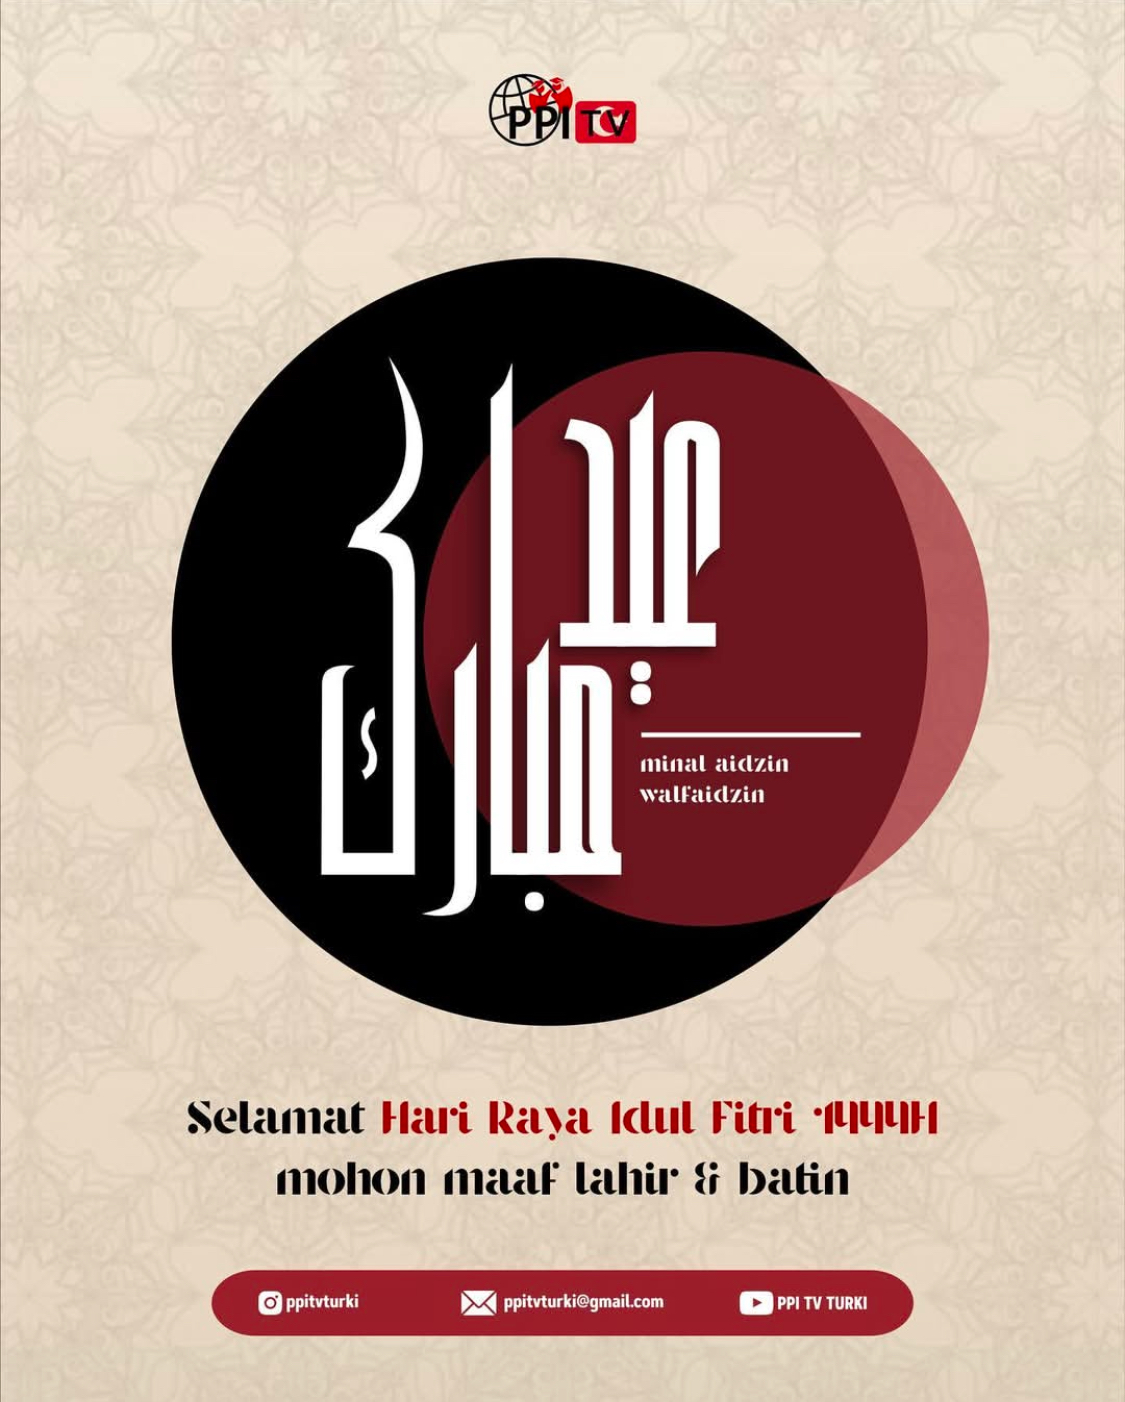 PPI TV
عيد
مبارك
minal aidzin
walfaidzin
Selamat Hari Raya Idul Fitri 1444H
mohon maaf lahir & batin
ppitvturki
ppitvturki@gmail.com
PPI TV TURKI